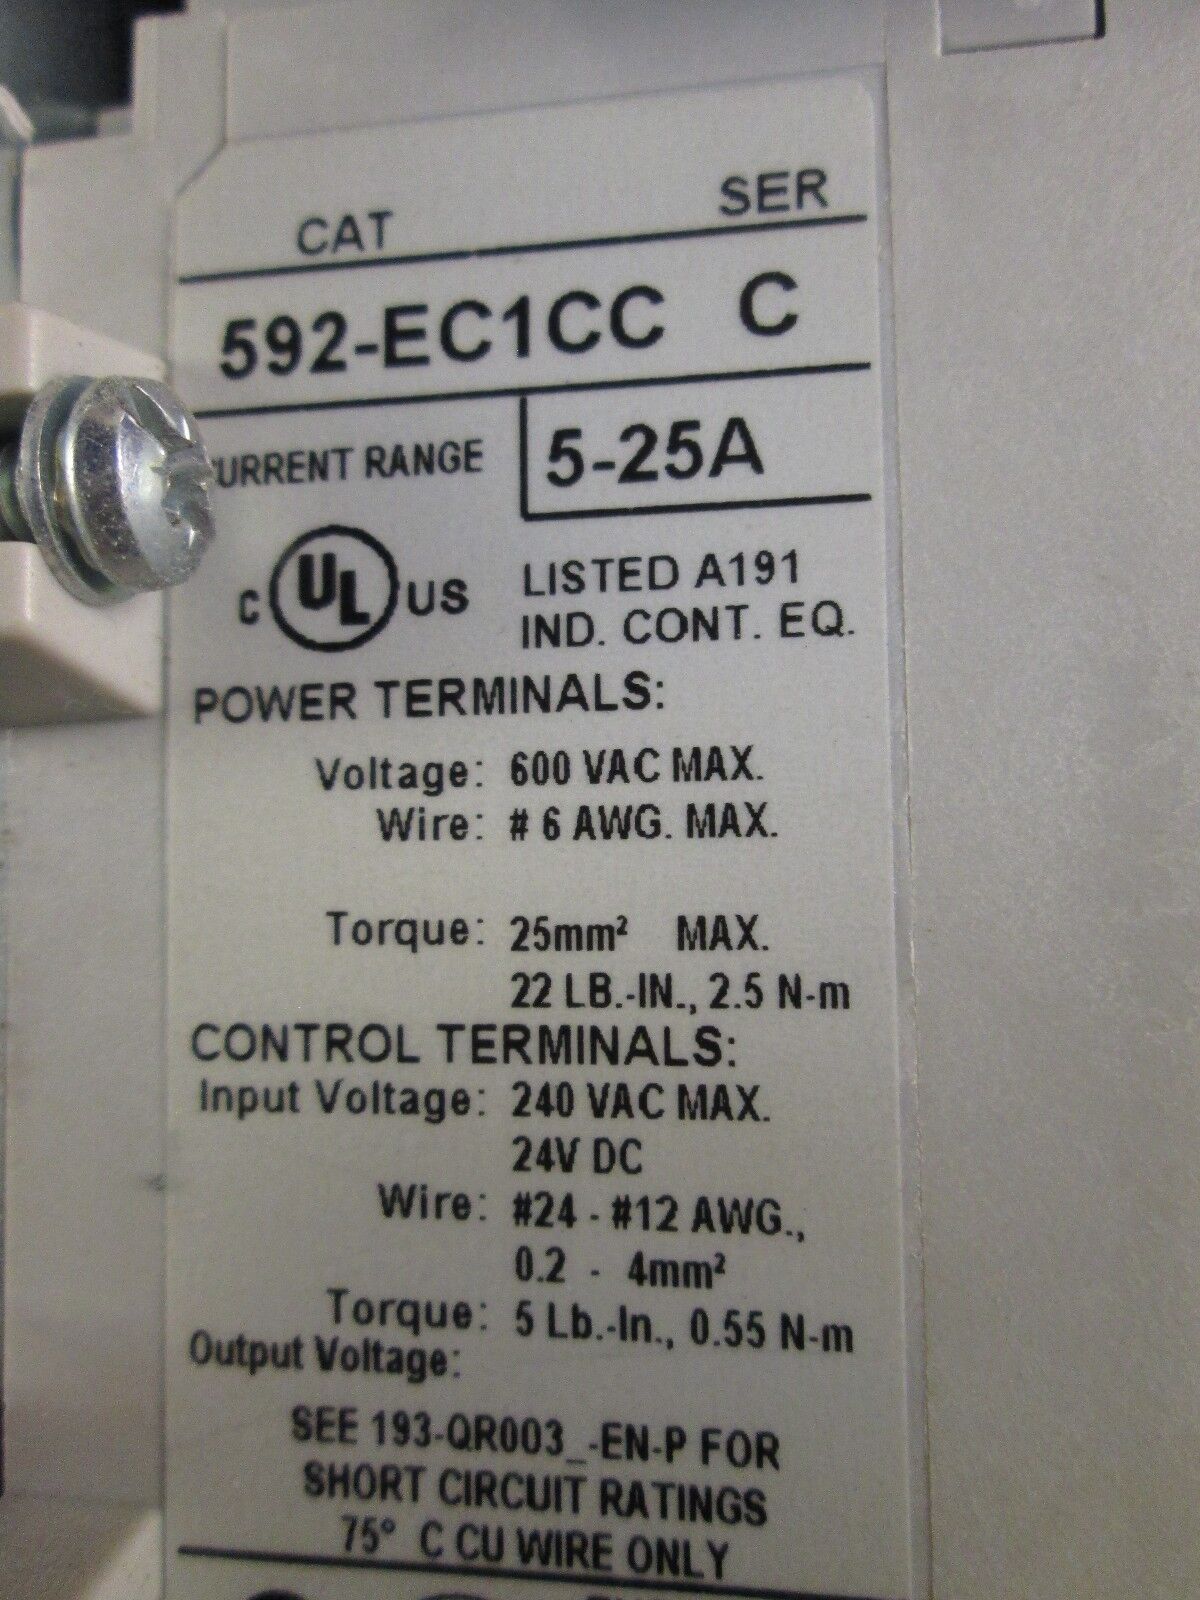 CAT SER
592-EC1CC C
CURRENT RANGE 5-25A
C UL US LISTED A191
IND. CONT. EQ.
POWER TERMINALS:
Voltage: 600 VAC MAX.
Wire: # 6 AWG. MAX.
Torque: 25mm² MAX.
22 LB.-IN., 2.5 N-m
CONTROL TERMINALS:
Input Voltage: 240 VAC MAX.
24V DC
Wire: #24 - #12 AWG.,
0.2 - 4mm²
Torque: 5 Lb.-In., 0.55 N-m
Output Voltage:
SEE 193-QR003_-EN-P FOR
SHORT CIRCUIT RATINGS
75° C CU WIRE ONLY